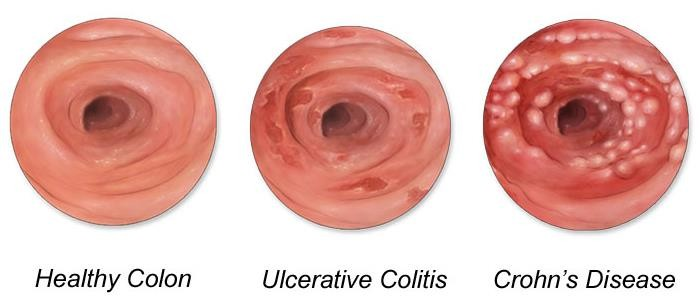 Healthy Colon
Ulcerative Colitis
Crohn's Disease